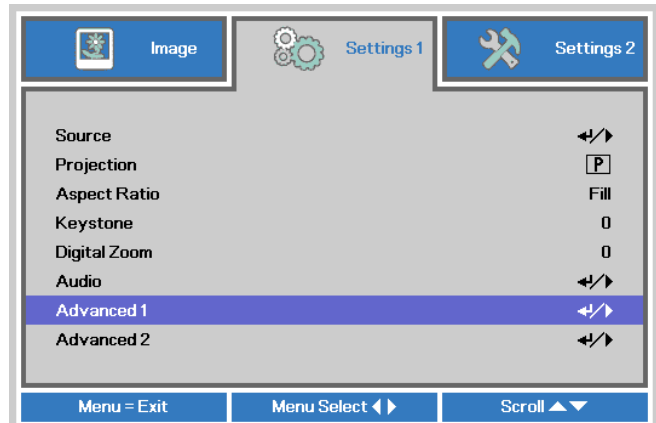 Image Settings 1 Settings 2
Source ↵/▶
Projection P
Aspect Ratio Fill
Keystone 0
Digital Zoom 0
Audio ↵/▶
Advanced 1 ↵/▶
Advanced 2 ↵/▶
Menu = Exit Menu Select ◀▶ Scroll ▲▼